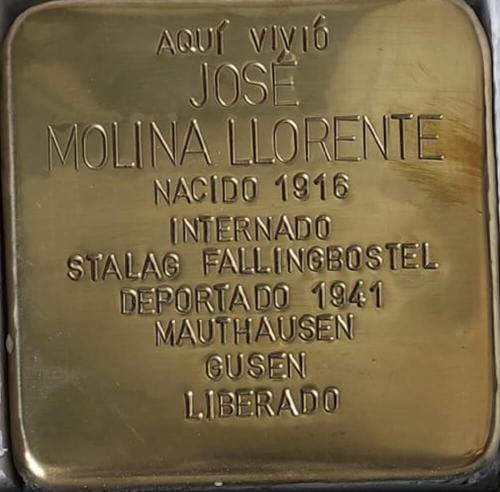 AQUÍ VIVIÓ
JOSÉ
MOLINA LLORENTE
NACIDO 1916
INTERNADO
STALAG FALLINGBOSTEL
DEPORTADO 1941
MAUTHAUSEN
GUSEN
LIBERADO